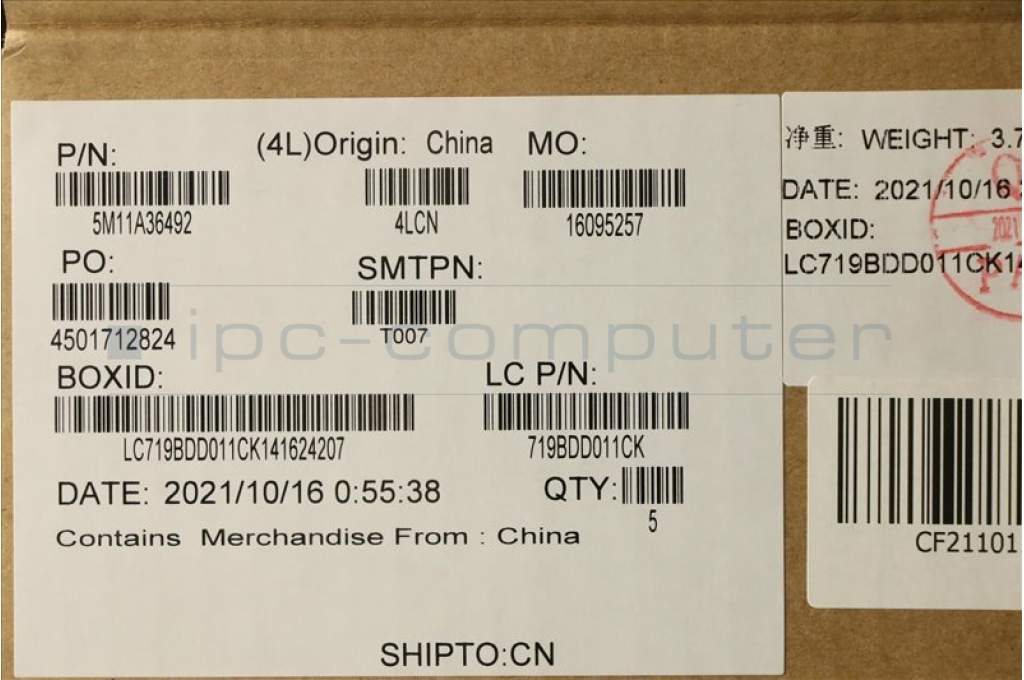 P/N: (4L)Origin: China MO:
5M11A36492 4LCN 16095257
PO: SMTPN:
4501712824 T007
BOXID: LC P/N:
LC719BDD011CK141624207 719BDD011CK
DATE: 2021/10/16 0:55:38 QTY:
5
Contains Merchandise From : China
SHIPTO:CN
净重: WEIGHT: 3.7
DATE: 2021/10/16
BOXID:
LC719BDD011CK14
2021
CF21101
ipc-computer